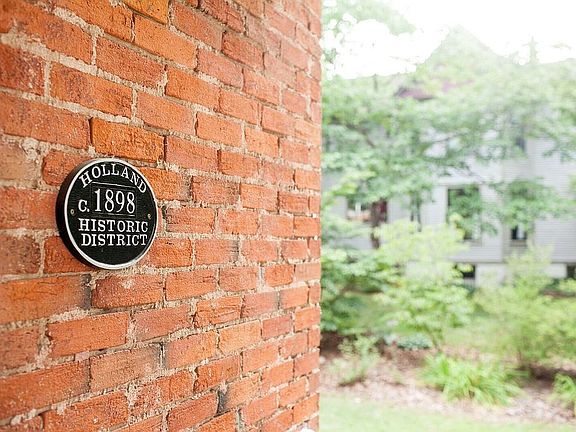 HOLLAND
C. 1898
HISTORIC
DISTRICT